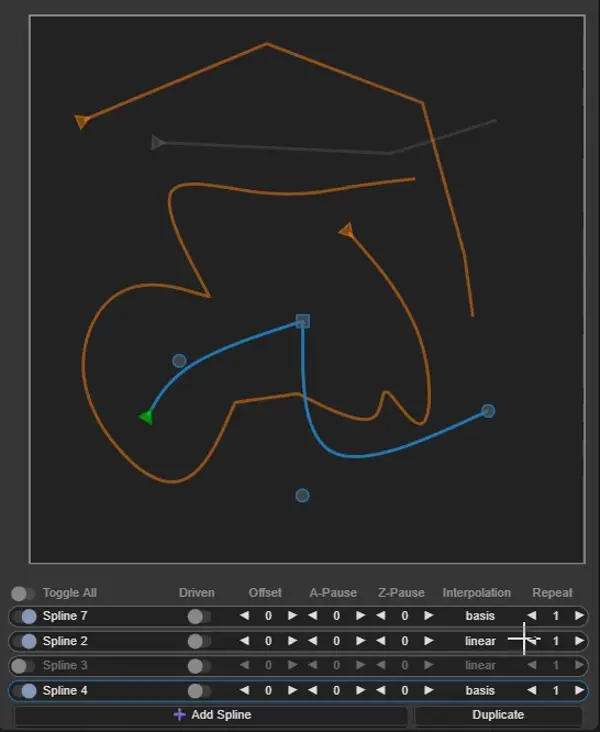 Toggle All Driven Offset A-Pause Z-Pause Interpolation Repeat
Spline 7 ◀ 0 ▶ ◀ 0 ▶ ◀ 0 ▶ basis ◀ 1 ▶
Spline 2 ◀ 0 ▶ ◀ 0 ▶ ◀ 0 ▶ linear ◀ 1 ▶
Spline 3 ◀ 0 ▶ ◀ 0 ▶ ◀ 0 ▶ linear ◀ 1 ▶
Spline 4 ◀ 0 ▶ ◀ 0 ▶ ◀ 0 ▶ basis ◀ 1 ▶
+ Add Spline Duplicate